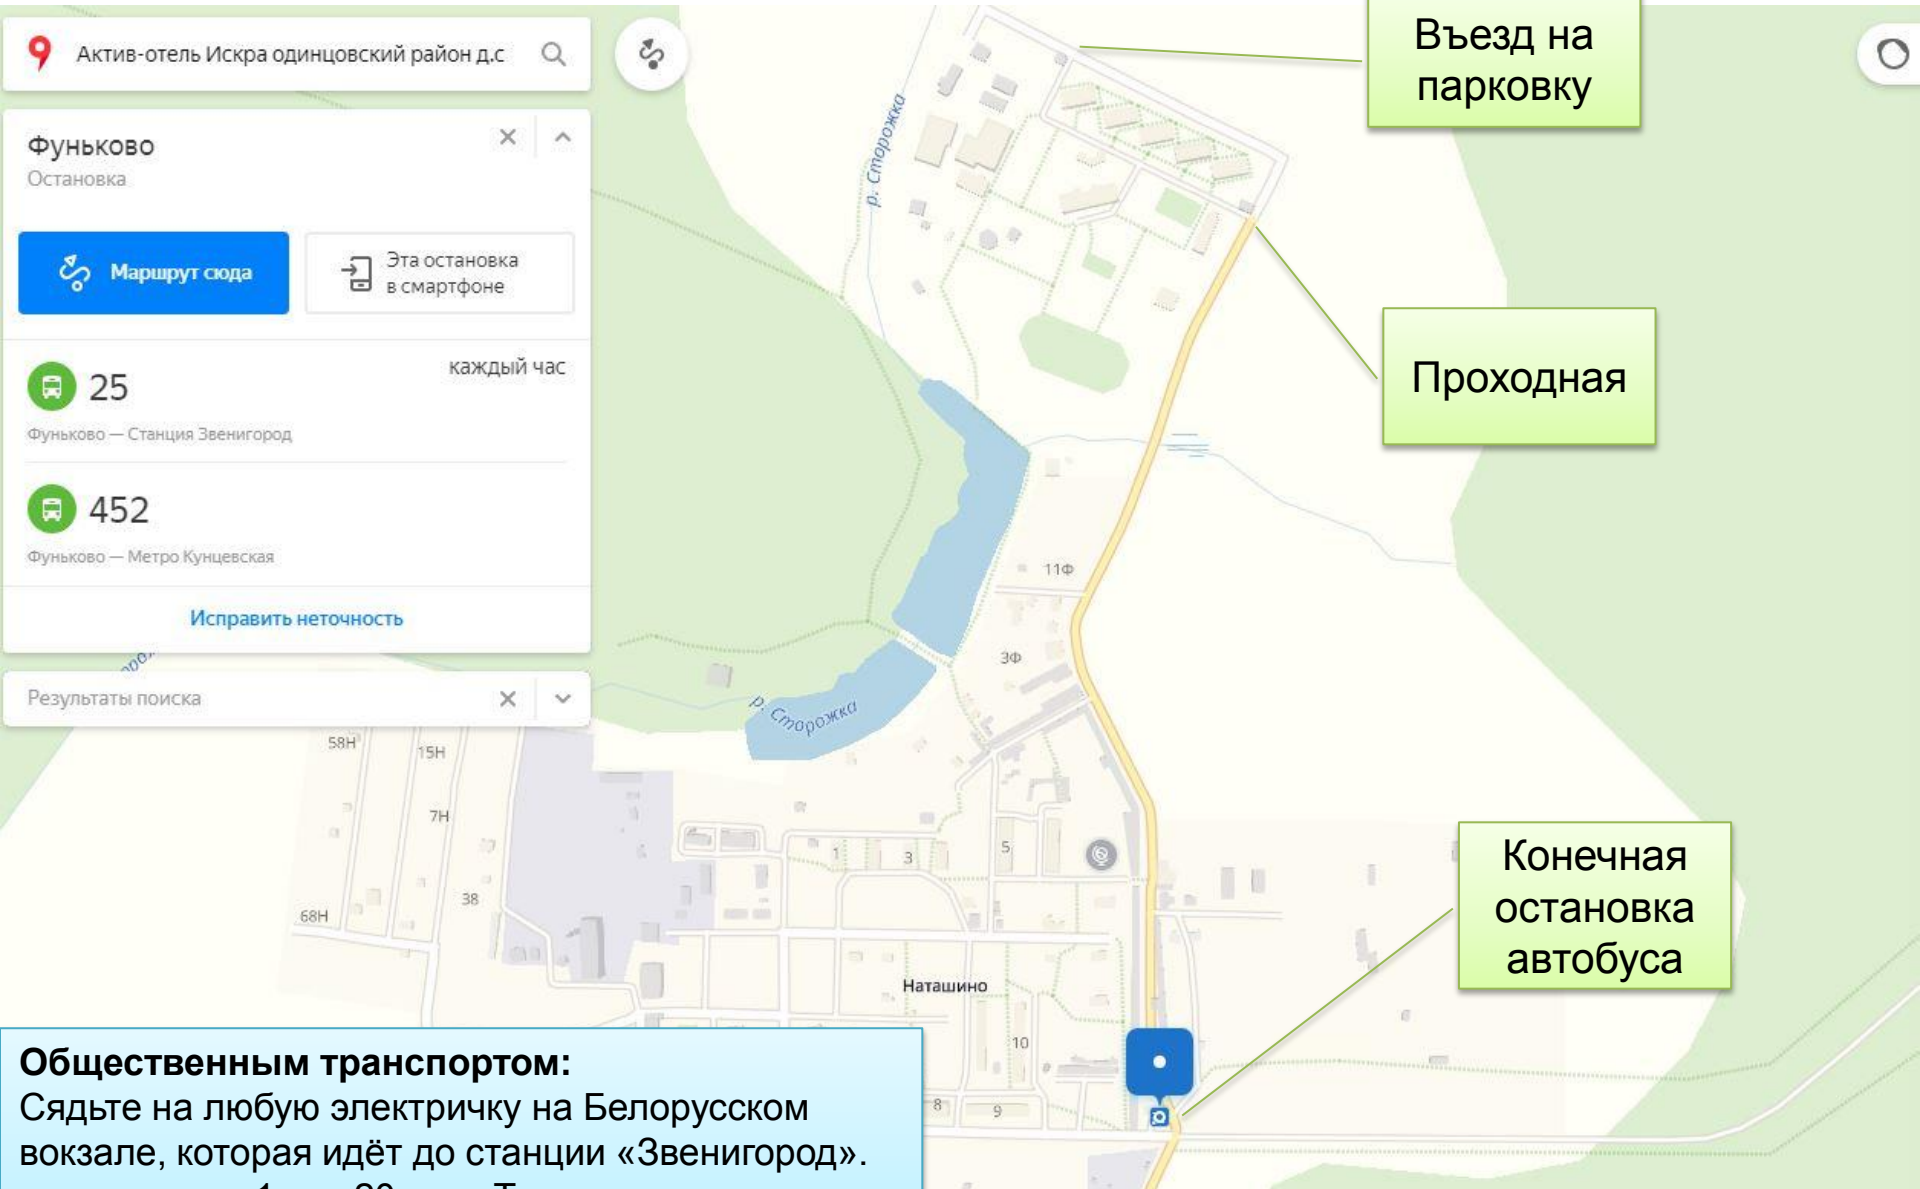 Актив-отель Искра одинцовский район д.с
Фуньково
Остановка
Маршрут сюда
Эта остановка
в смартфоне
25
каждый час
Фуньково — Станция Звенигород
452
Фуньково — Метро Кунцевская
Исправить неточность
Результаты поиска
Въезд на
парковку
р. Сторожка
Проходная
11Ф
3Ф
р. Сторожка
58Н
15Н
7Н
38
68Н
1
3
5
Наташино
10
8
9
Конечная
остановка
автобуса
Общественным транспортом:
Сядьте на любую электричку на Белорусском
вокзале, которая идёт до станции «Звенигород».